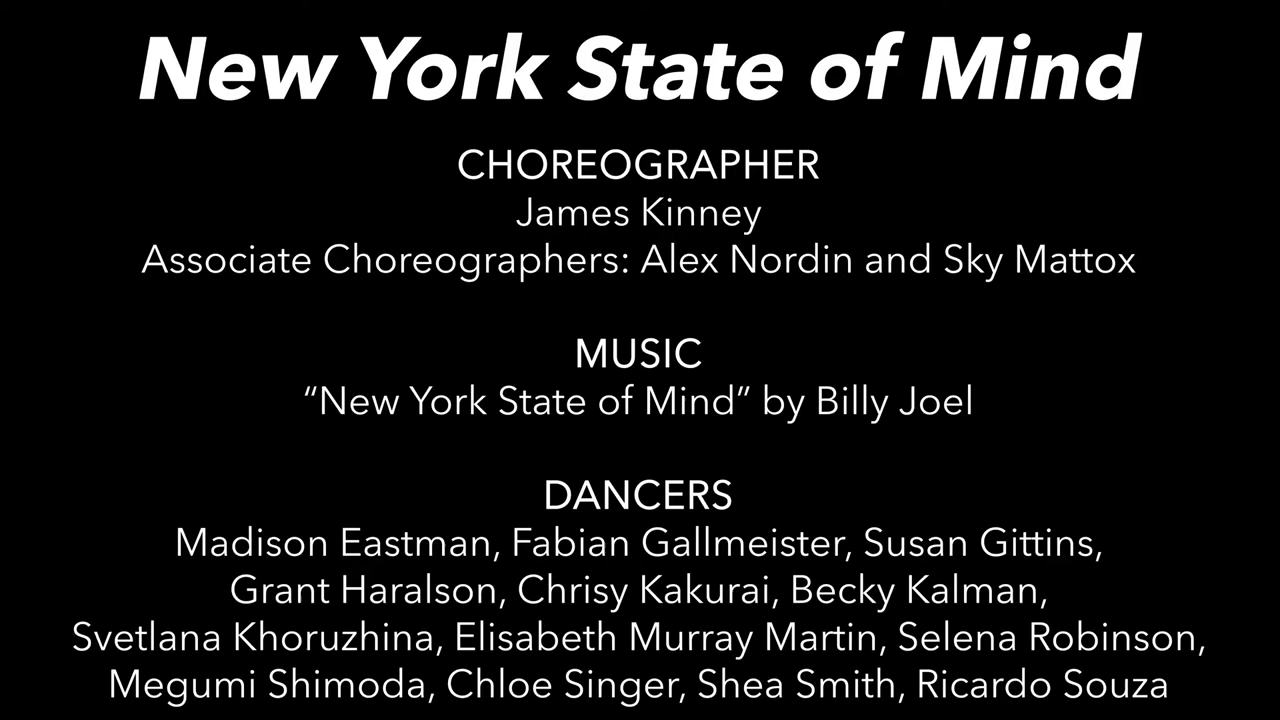 New York State of Mind
CHOREOGRAPHER
James Kinney
Associate Choreographers: Alex Nordin and Sky Mattox
MUSIC
“New York State of Mind” by Billy Joel
DANCERS
Madison Eastman, Fabian Gallmeister, Susan Gittins,
Grant Haralson, Chrisy Kakurai, Becky Kalman,
Svetlana Khoruzhina, Elisabeth Murray Martin, Selena Robinson,
Megumi Shimoda, Chloe Singer, Shea Smith, Ricardo Souza